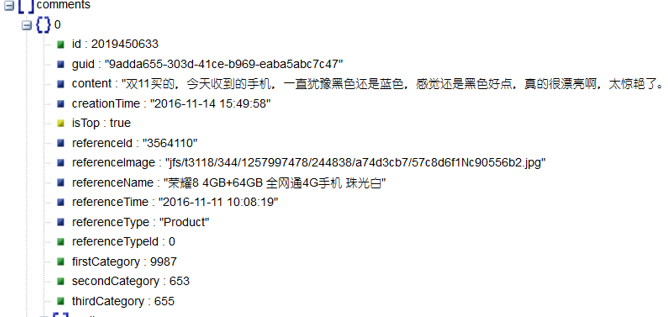 comments
0
id : 2019450633
guid : "9adda655-303d-41ce-b969-eaba5abc7c47"
content : "双11买的，今天收到的手机，一直犹豫黑色还是蓝色，感觉还是黑色好点，真的很漂亮啊，太惊艳了。
creationTime : "2016-11-14 15:49:58"
isTop : true
referenceId : "3564110"
referenceImage : "jfs/t3118/344/1257997478/244838/a74d3cb7/57c8d6f1Nc90556b2.jpg"
referenceName : "荣耀8 4GB+64GB 全网通4G手机 珠光白"
referenceTime : "2016-11-11 10:08:19"
referenceType : "Product"
referenceTypeId : 0
firstCategory : 9987
secondCategory : 653
thirdCategory : 655